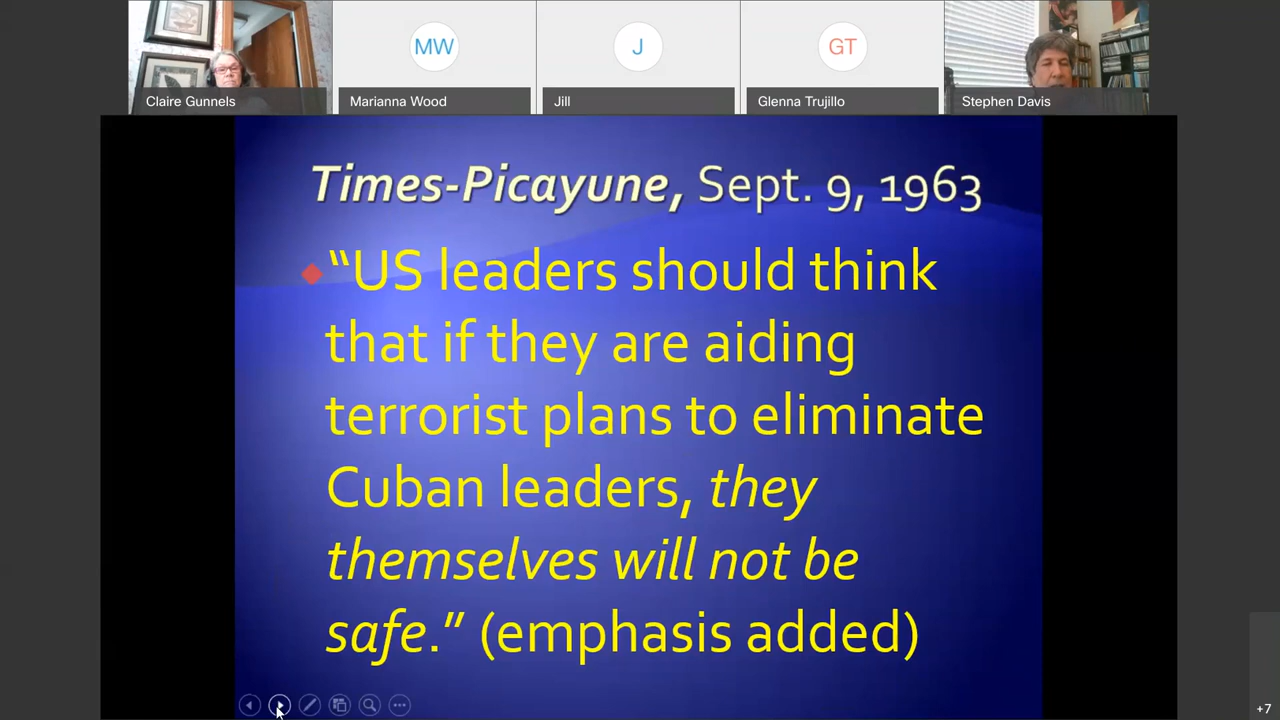 MW
J
GT
Claire Gunnels
Marianna Wood
Jill
Glenna Trujillo
Stephen Davis
Times-Picayune, Sept. 9, 1963
“US leaders should think
that if they are aiding
terrorist plans to eliminate
Cuban leaders, they
themselves will not be
safe.” (emphasis added)
+7